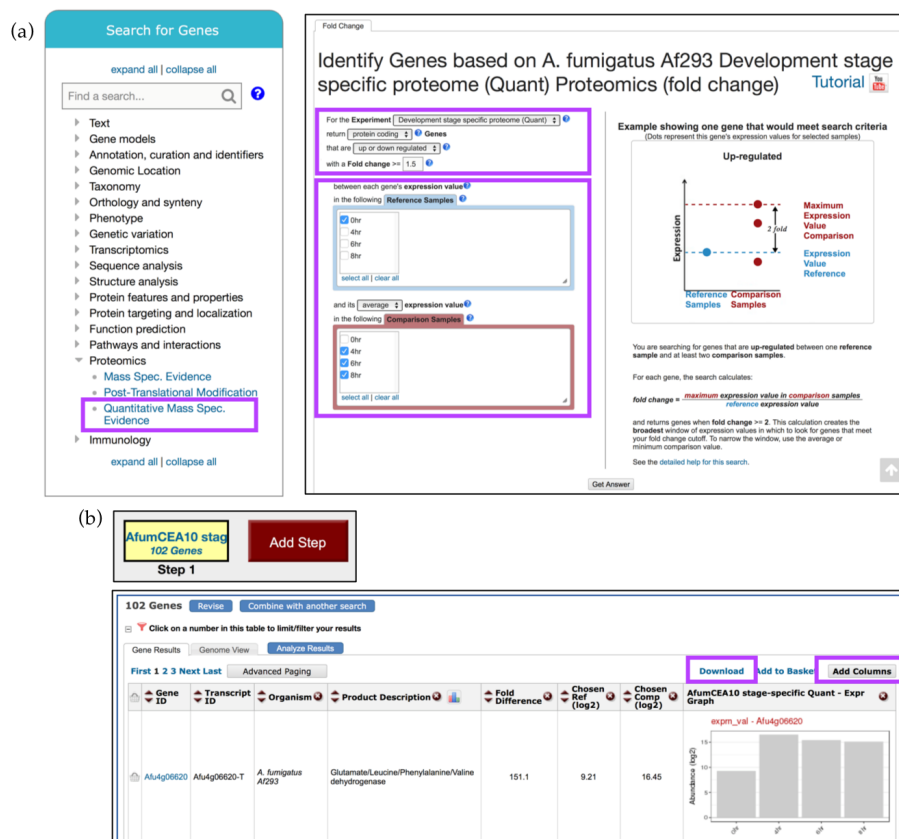 (a)
Search for Genes
expand all | collapse all
Find a search...
Text
Gene models
Annotation, curation and identifiers
Genomic Location
Taxonomy
Orthology and synteny
Phenotype
Genetic variation
Transcriptomics
Sequence analysis
Structure analysis
Protein features and properties
Protein targeting and localization
Function prediction
Pathways and interactions
Proteomics
Mass Spec. Evidence
Post-Translational Modification
Quantitative Mass Spec.
Evidence
Immunology
expand all | collapse all
Fold Change
Identify Genes based on A. fumigatus Af293 Development stage
specific proteome (Quant) Proteomics (fold change)
Tutorial You Tube
For the Experiment Development stage specific proteome (Quant) ?
return protein coding ? Genes
that are up or down regulated ?
with a Fold change >= 1.5 ?
between each gene's expression value ?
in the following Reference Samples ?
0hr
4hr
6hr
8hr
select all | clear all
and its average expression value ?
in the following Comparison Samples ?
0hr
4hr
6hr
8hr
select all | clear all
Example showing one gene that would meet search criteria
(Dots represent this gene's expression values for selected samples)
Up-regulated
Expression
2 fold
Maximum
Expression
Value
Comparison
Expression
Value
Reference
Reference Comparison
Samples Samples
You are searching for genes that are up-regulated between one reference
sample and at least two comparison samples.
For each gene, the search calculates:
fold change = maximum expression value in comparison samples
reference expression value
and returns genes when fold change >= 2. This calculation creates the
broadest window of expression values in which to look for genes that meet
your fold change cutoff. To narrow the window, use the average or
minimum comparison value.
See the detailed help for this search.
Get Answer
(b)
AfumCEA10 stag
102 Genes
Step 1
Add Step
102 Genes Revise Combine with another search
Click on a number in this table to limit/filter your results
Gene Results Genome View Analyze Results
First 1 2 3 Next Last Advanced Paging Download Add to Baske Add Columns
Gene ID Transcript ID Organism Product Description Fold Difference Chosen Ref (log2) Chosen Comp (log2) AfumCEA10 stage-specific Quant - Expr Graph
expm_val - Afu4g06620
Afu4g06620 Afu4g06620-T A. fumigatus Af293 Glutamate/Leucine/Phenylalanine/Valine dehydrogenase 151.1 9.21 16.45
Abundance (log2)
15
10
5
0
0hr 4hr 6hr 8hr